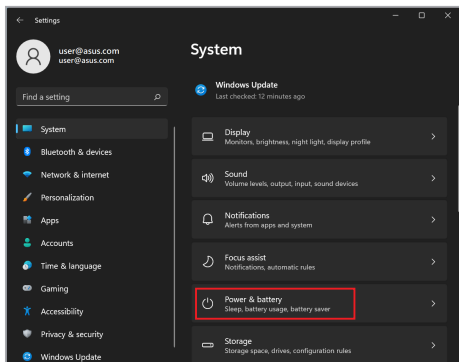 Settings
user@asus.com
user@asus.com
Find a setting
System
Bluetooth & devices
Network & internet
Personalization
Apps
Accounts
Time & language
Gaming
Accessibility
Privacy & security
Windows Update
System
Windows Update
Last checked: 12 minutes ago
Display
Monitors, brightness, night light, display profile
Sound
Volume levels, output, input, sound devices
Notifications
Alerts from apps and system
Focus assist
Notifications, automatic rules
Power & battery
Sleep, battery usage, battery saver
Storage
Storage space, drives, configuration rules